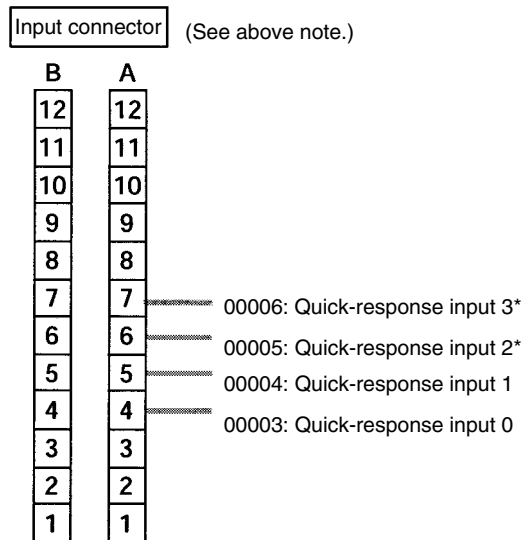 Input connector (See above note.)
B A
12 12
11 11
10 10
9 9
8 8
7 7 00006: Quick-response input 3*
6 6 00005: Quick-response input 2*
5 5 00004: Quick-response input 1
4 4 00003: Quick-response input 0
3 3
2 2
1 1